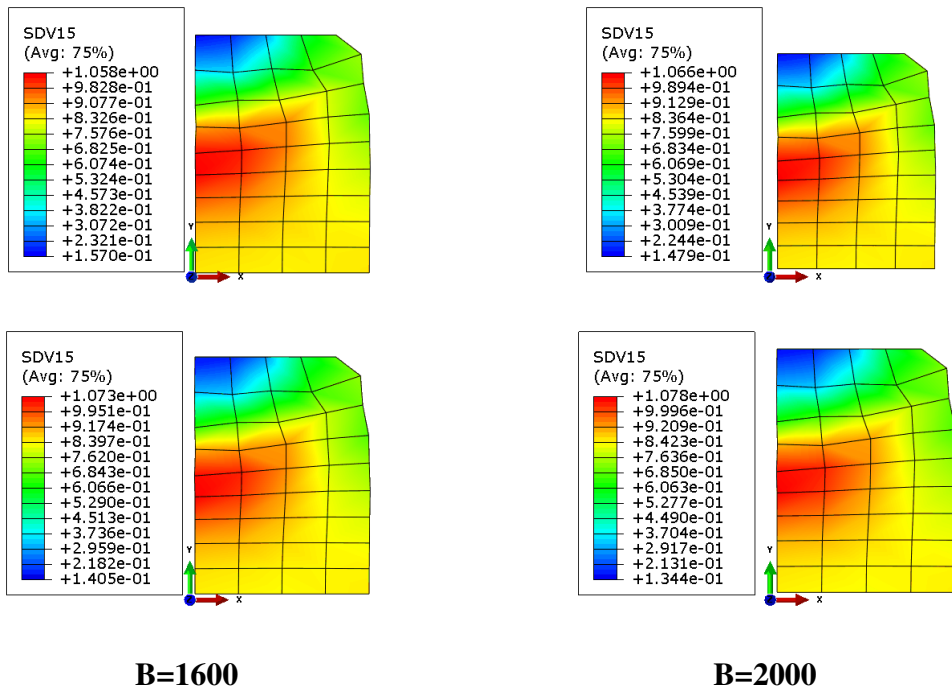 SDV15
(Avg: 75%)
+1.058e+00
+9.828e-01
+9.077e-01
+8.326e-01
+7.576e-01
+6.825e-01
+6.074e-01
+5.324e-01
+4.573e-01
+3.822e-01
+3.072e-01
+2.321e-01
+1.570e-01
Y
X
SDV15
(Avg: 75%)
+1.066e+00
+9.894e-01
+9.129e-01
+8.364e-01
+7.599e-01
+6.834e-01
+6.069e-01
+5.304e-01
+4.539e-01
+3.774e-01
+3.009e-01
+2.244e-01
+1.479e-01
Y
X
SDV15
(Avg: 75%)
+1.073e+00
+9.951e-01
+9.174e-01
+8.397e-01
+7.620e-01
+6.843e-01
+6.066e-01
+5.290e-01
+4.513e-01
+3.736e-01
+2.959e-01
+2.182e-01
+1.405e-01
Y
X
SDV15
(Avg: 75%)
+1.078e+00
+9.996e-01
+9.209e-01
+8.423e-01
+7.636e-01
+6.850e-01
+6.063e-01
+5.277e-01
+4.490e-01
+3.704e-01
+2.917e-01
+2.131e-01
+1.344e-01
Y
X
B=1600
B=2000